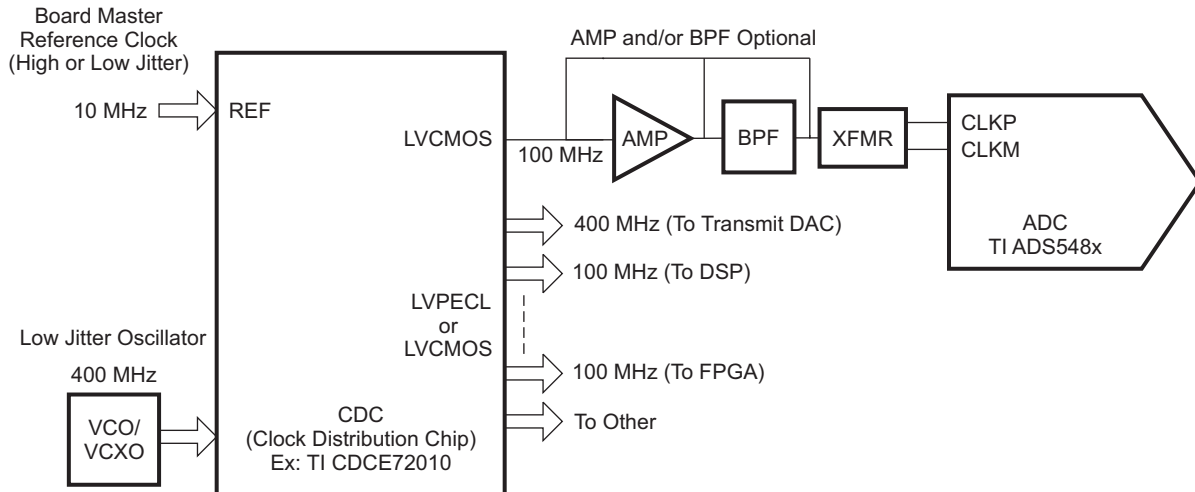 Board Master
Reference Clock
(High or Low Jitter)
10 MHz
REF
LVCMOS
100 MHz
AMP and/or BPF Optional
AMP
BPF
XFMR
CLKP
CLKM
ADC
TI ADS548x
400 MHz (To Transmit DAC)
100 MHz (To DSP)
LVPECL
or
LVCMOS
100 MHz (To FPGA)
To Other
Low Jitter Oscillator
400 MHz
VCO/
VCXO
CDC
(Clock Distribution Chip)
Ex: TI CDCE72010